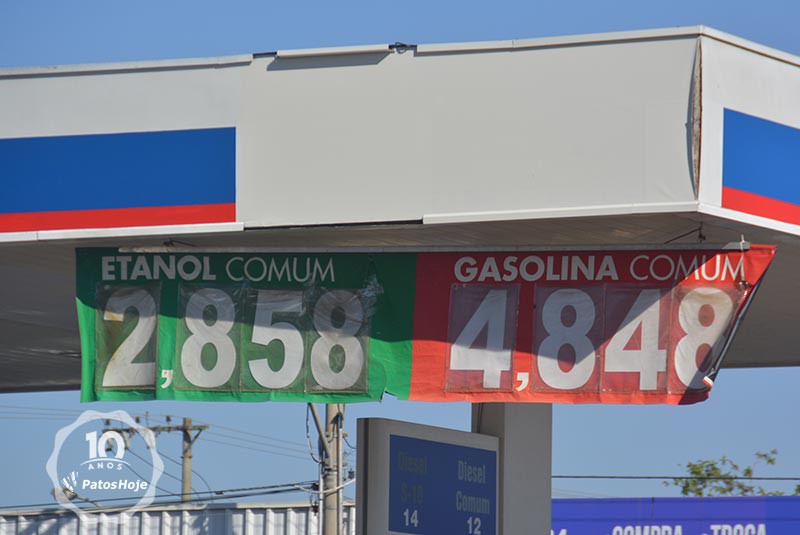 ETANOL COMUM
2,858
GASOLINA COMUM
4,848
10
ANOS
PatosHoje
Diesel
S-10
14
Diesel
Comum
12
COMPRA - TROCA